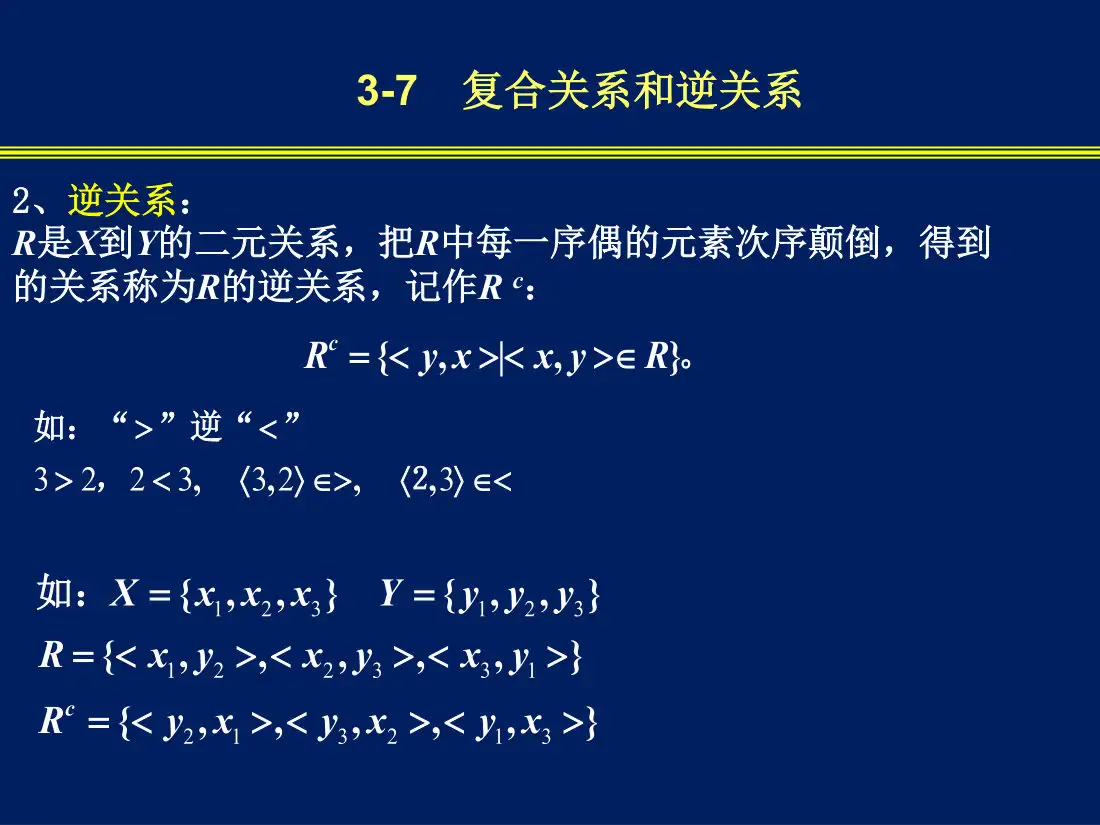 3-7 复合关系和逆关系
2、逆关系：
R是X到Y的二元关系，把R中每一序偶的元素次序颠倒，得到
的关系称为R的逆关系，记作R ᶜ：
Rᶜ = {< y, x >|< x, y >∈ R}。
如：“>”逆“<”
3 > 2，2 < 3, 〈3,2〉∈>, 〈2,3〉∈<
如：X = {x₁, x₂, x₃} Y = {y₁, y₂, y₃}
R = {< x₁, y₂ >,< x₂, y₃ >,< x₃, y₁ >}
Rᶜ = {< y₂, x₁ >,< y₃, x₂ >,< y₁, x₃ >}